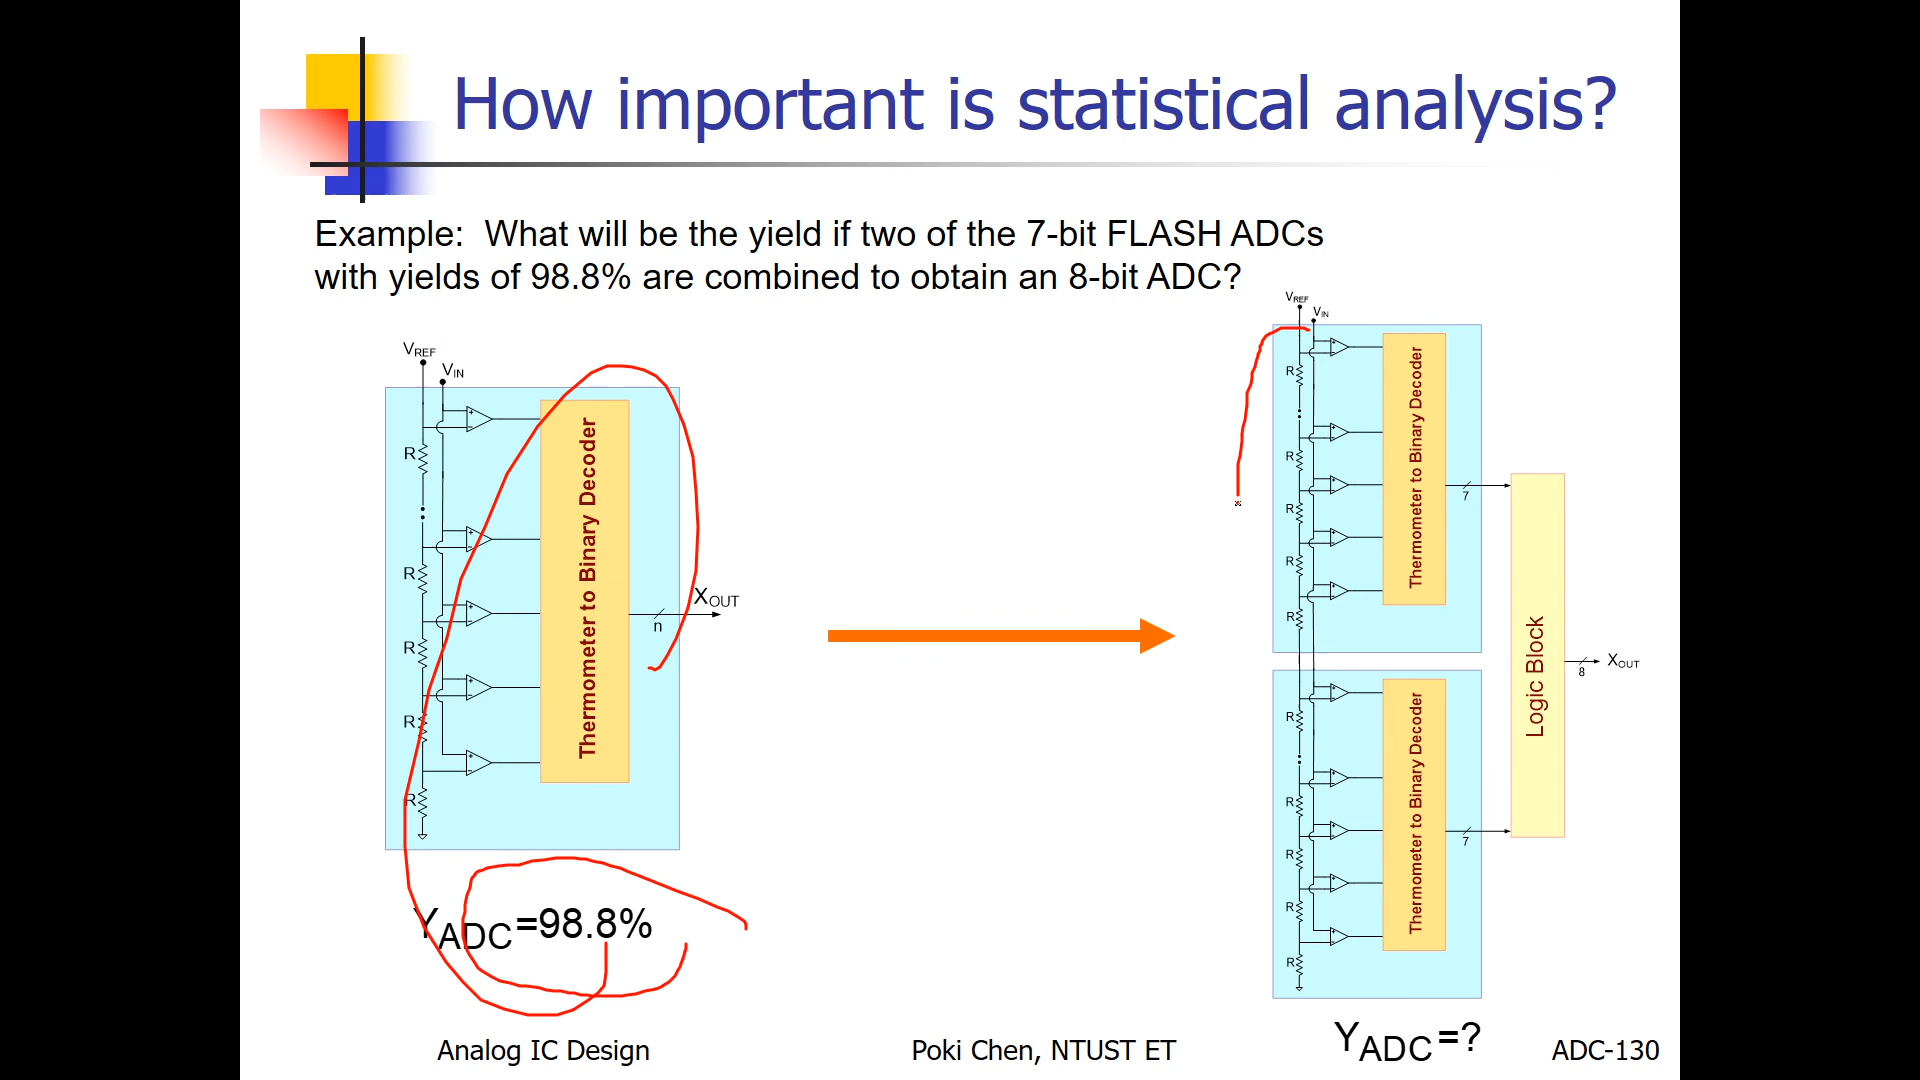 How important is statistical analysis?
Example: What will be the yield if two of the 7-bit FLASH ADCs
with yields of 98.8% are combined to obtain an 8-bit ADC?
VREF
VIN
R
R
R
R
R
Thermometer to Binary Decoder
n
XOUT
YADC=98.8%
VREF
VIN
R
R
R
R
R
Thermometer to Binary Decoder
7
R
R
R
R
R
Thermometer to Binary Decoder
7
Logic Block
8
XOUT
YADC=?
Analog IC Design
Poki Chen, NTUST ET
ADC-130